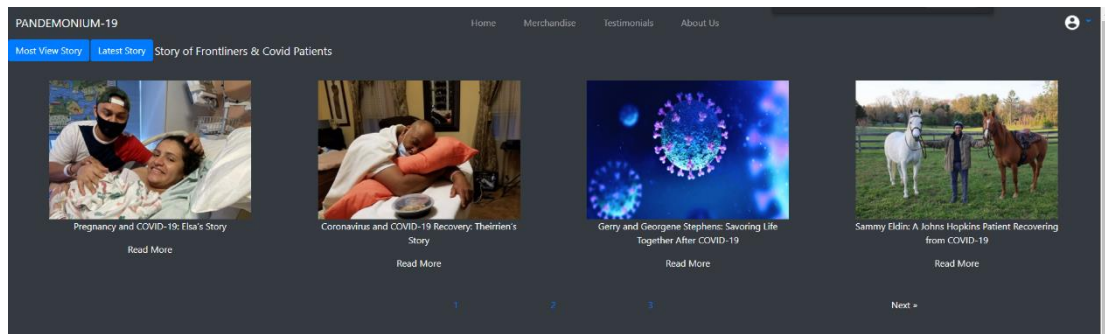 PANDEMONIUM-19
Home Merchandise Testimonials About Us
Most View Story Latest Story Story of Frontliners & Covid Patients
Pregnancy and COVID-19: Elsa's Story
Read More
Coronavirus and COVID-19 Recovery: Theirrien's
Story
Read More
Gerry and Georgene Stephens: Savoring Life
Together After COVID-19
Read More
Sammy Eldin: A Johns Hopkins Patient Recovering
from COVID-19
Read More
1 2 3 Next »